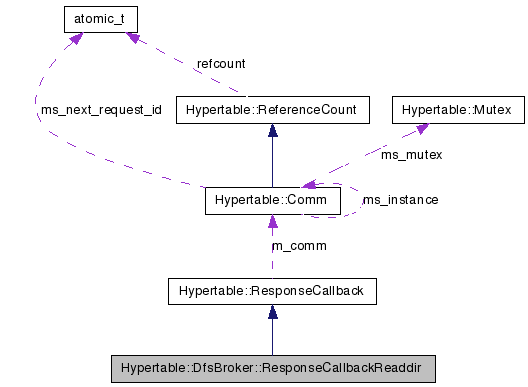 atomic_t
refcount
ms_next_request_id
Hypertable::ReferenceCount
Hypertable::Mutex
ms_mutex
Hypertable::Comm
ms_instance
m_comm
Hypertable::ResponseCallback
Hypertable::DfsBroker::ResponseCallbackReaddir